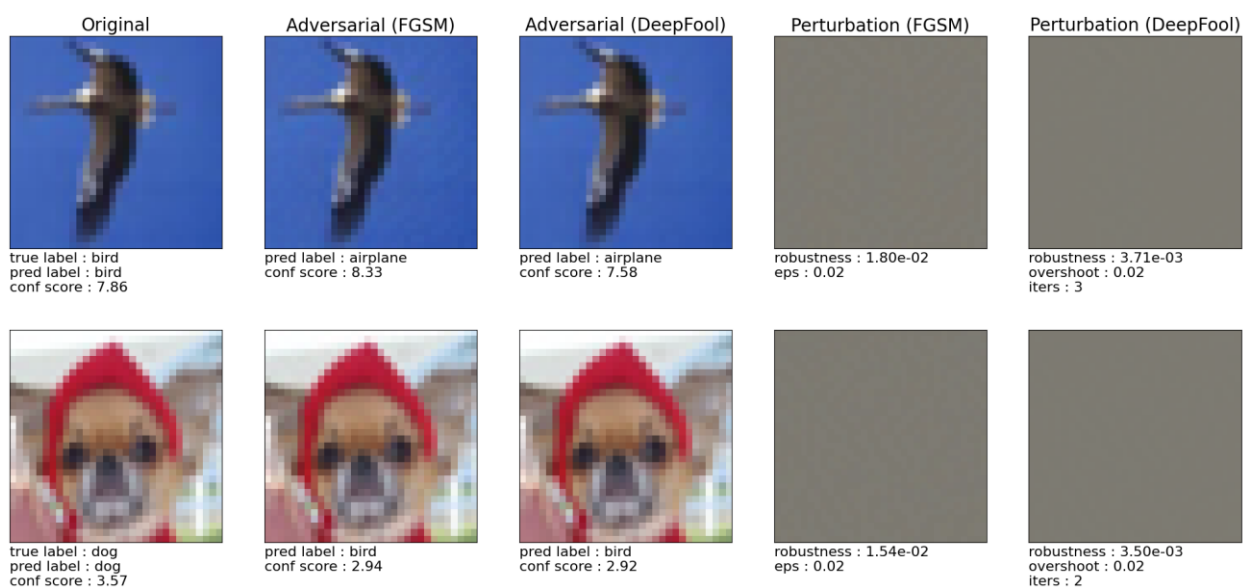 Original
Adversarial (FGSM)
Adversarial (DeepFool)
Perturbation (FGSM)
Perturbation (DeepFool)
true label : bird
pred label : bird
conf score : 7.86
pred label : airplane
conf score : 8.33
pred label : airplane
conf score : 7.58
robustness : 1.80e-02
eps : 0.02
robustness : 3.71e-03
overshoot : 0.02
iters : 3
true label : dog
pred label : dog
conf score : 3.57
pred label : bird
conf score : 2.94
pred label : bird
conf score : 2.92
robustness : 1.54e-02
eps : 0.02
robustness : 3.50e-03
overshoot : 0.02
iters : 2